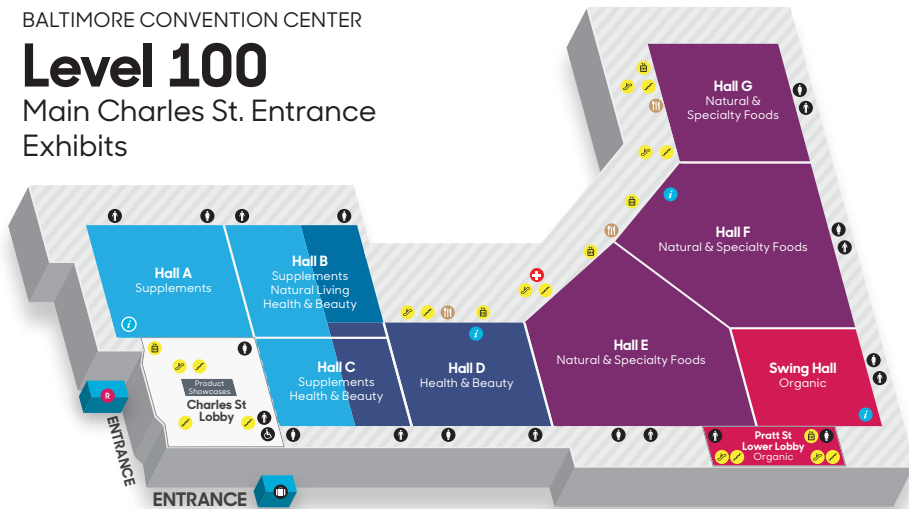 BALTIMORE CONVENTION CENTER
Level 100
Main Charles St. Entrance
Exhibits
Hall G
Natural &
Specialty Foods
Hall F
Natural & Specialty Foods
Hall A
Supplements
Hall B
Supplements
Natural Living
Health & Beauty
Hall C
Supplements
Health & Beauty
Hall D
Health & Beauty
Hall E
Natural & Specialty Foods
Swing Hall
Organic
Product
Showcases
Charles St
Lobby
Pratt St
Lower Lobby
Organic
R
ENTRANCE
ENTRANCE
i
i
i
i